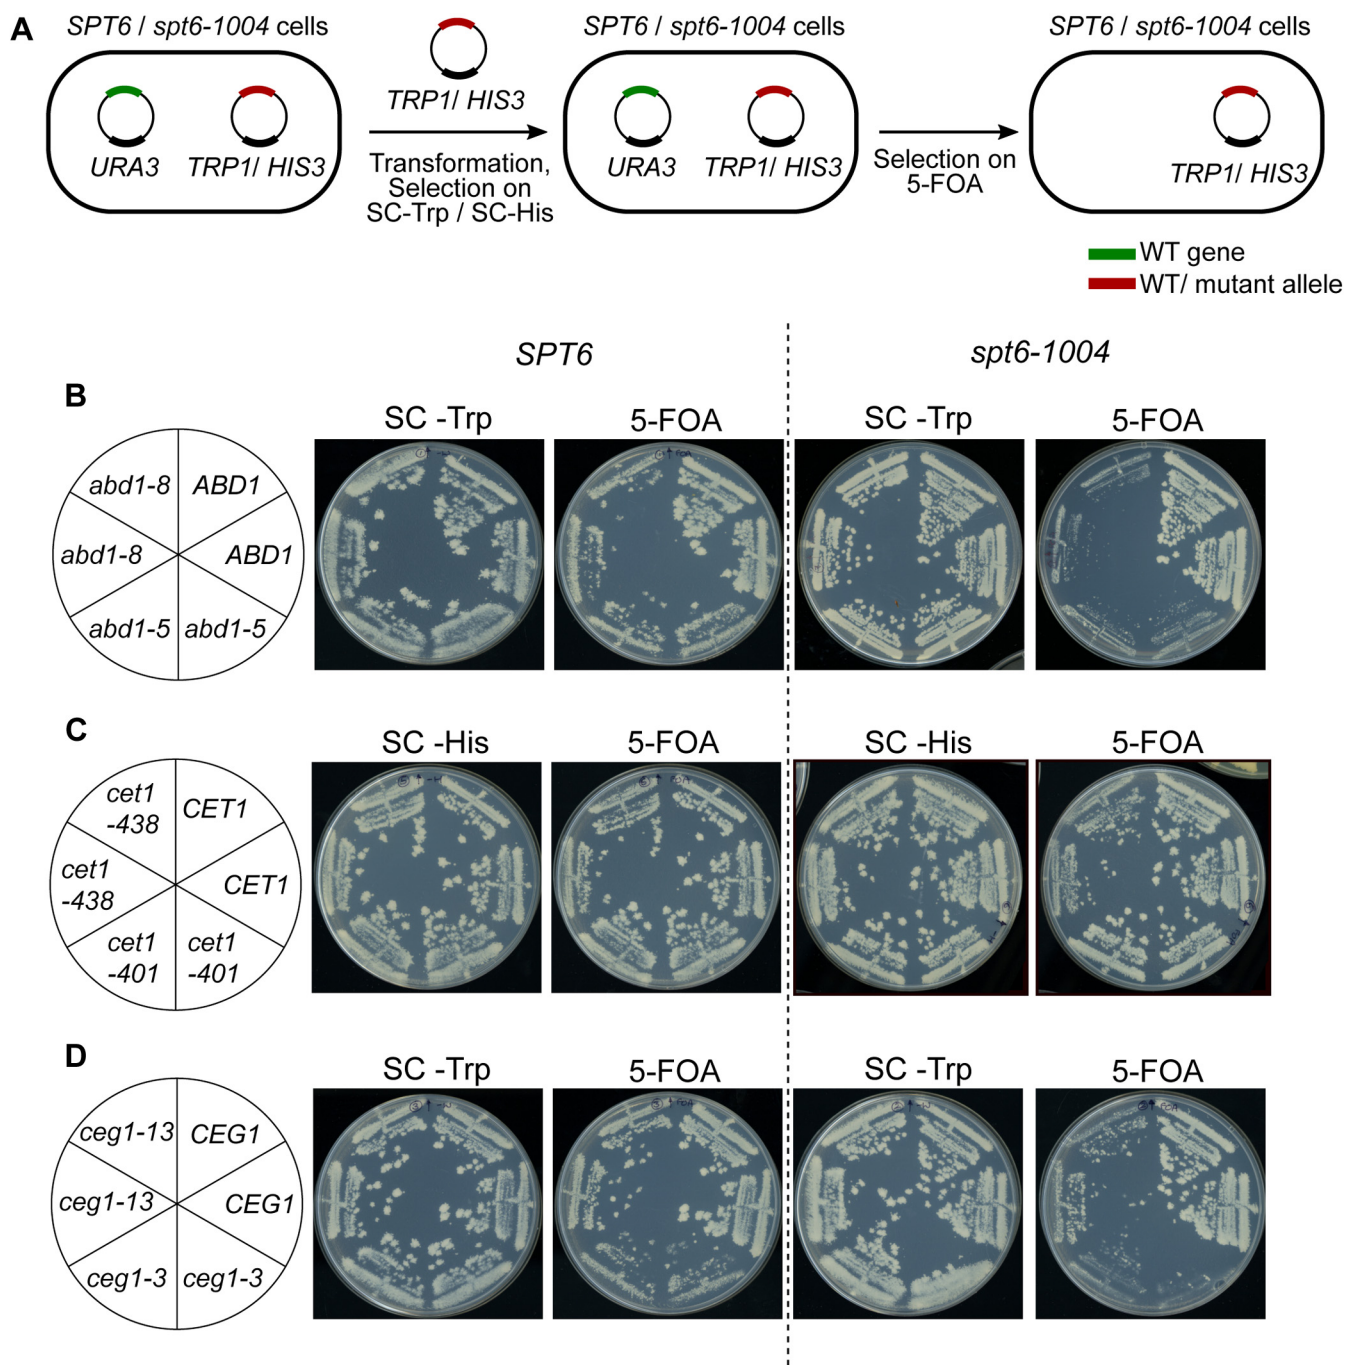 A
SPT6 / spt6-1004 cells
SPT6 / spt6-1004 cells
SPT6 / spt6-1004 cells
URA3
TRP1/ HIS3
TRP1/ HIS3
Transformation,
Selection on
SC-Trp / SC-His
URA3
TRP1/ HIS3
Selection on
5-FOA
TRP1/ HIS3
WT gene
WT/ mutant allele
SPT6
spt6-1004
B
SC -Trp
5-FOA
SC -Trp
5-FOA
abd1-8
ABD1
abd1-8
ABD1
abd1-5
abd1-5
C
SC -His
5-FOA
SC -His
5-FOA
cet1
-438
CET1
cet1
-438
CET1
cet1
-401
cet1
-401
D
SC -Trp
5-FOA
SC -Trp
5-FOA
ceg1-13
CEG1
ceg1-13
CEG1
ceg1-3
ceg1-3